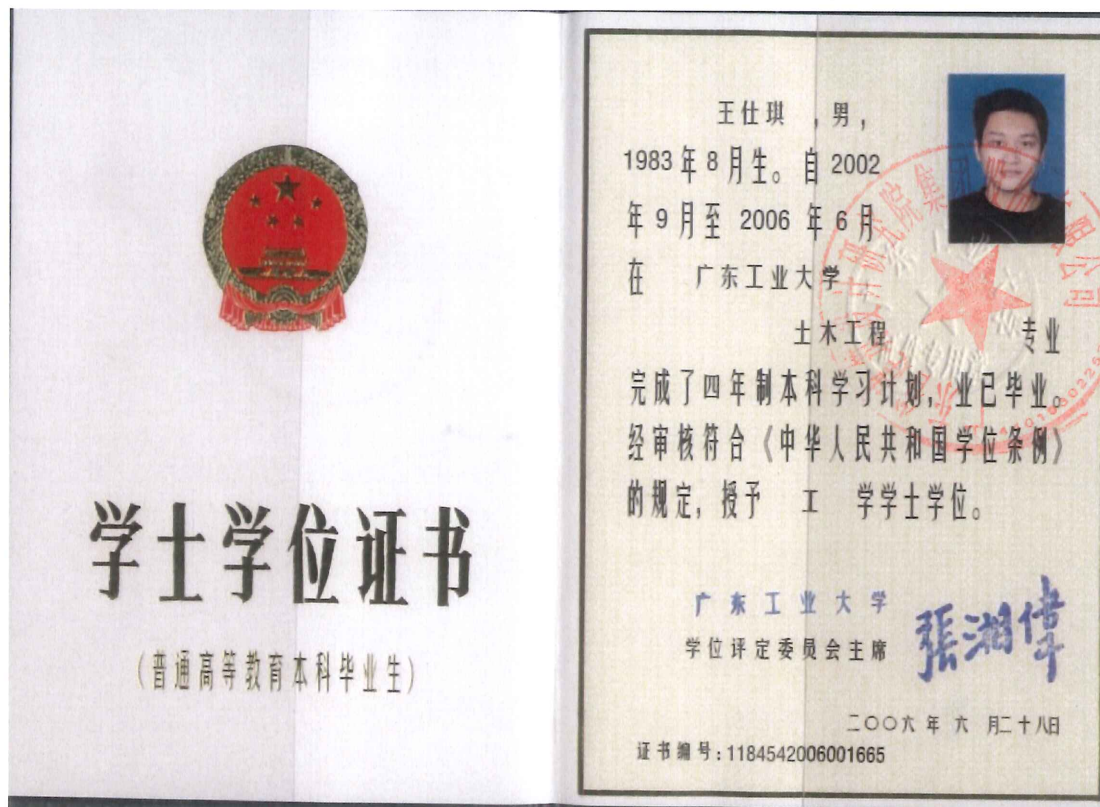 学士学位证书
(普通高等教育本科毕业生)
王仕琪 ,男,
1983年8月生。自2002
年9月至 2006 年6月
在 广东工业大学
土木工程 专业
完成了四年制本科学习计划,业已毕业。
经审核符合《中华人民共和国学位条例》
的规定,授予 工 学学士学位。
广东工业大学
学位评定委员会主席
張湘偉
二〇〇六年 六 月二十八日
证书编号:1184542006001665